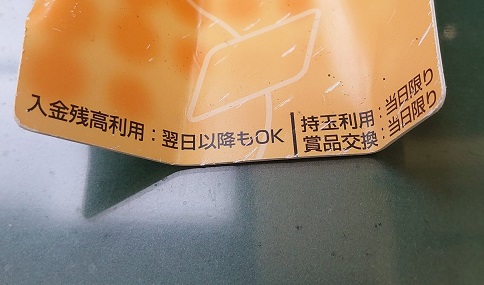 入金残高利用：翌日以降もOK
持玉利用：当日限り
賞品交換：当日限り